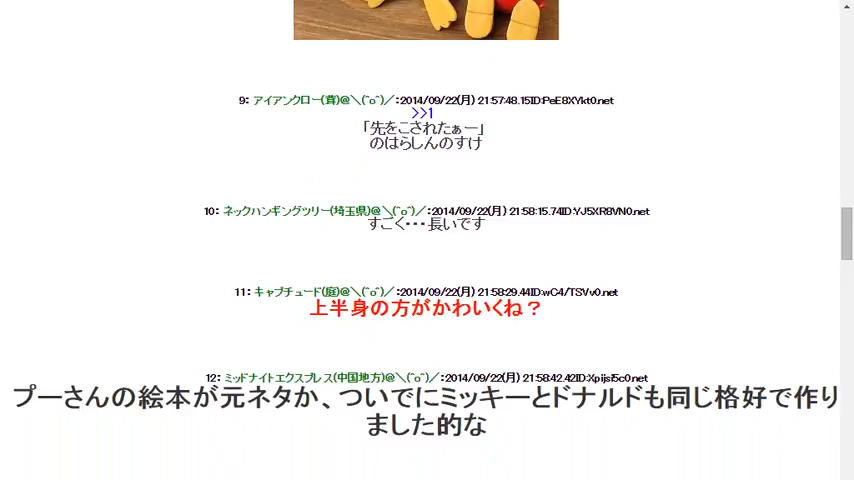 9: アイアンクロー(茸)@＼(^o^)／:2014/09/22(月) 21:57:48.15ID:PeE8XYkt0.net
>>1
「先をこされたぁー」
のはらしんのすけ
10: ネックハンギングツリー(埼玉県)@＼(^o^)／:2014/09/22(月) 21:58:15.74ID:YJ5XR8VN0.net
すごく・・・長いです
11: キャプチュード(庭)@＼(^o^)／:2014/09/22(月) 21:58:29.44ID:wC4/TSVv0.net
上半身の方がかわいくね？
12: ミッドナイトエクスプレス(中国地方)@＼(^o^)／:2014/09/22(月) 21:58:42.42ID:Xpijsi5c0.net
プーさんの絵本が元ネタか、ついでにミッキーとドナルドも同じ格好で作り
ました的な